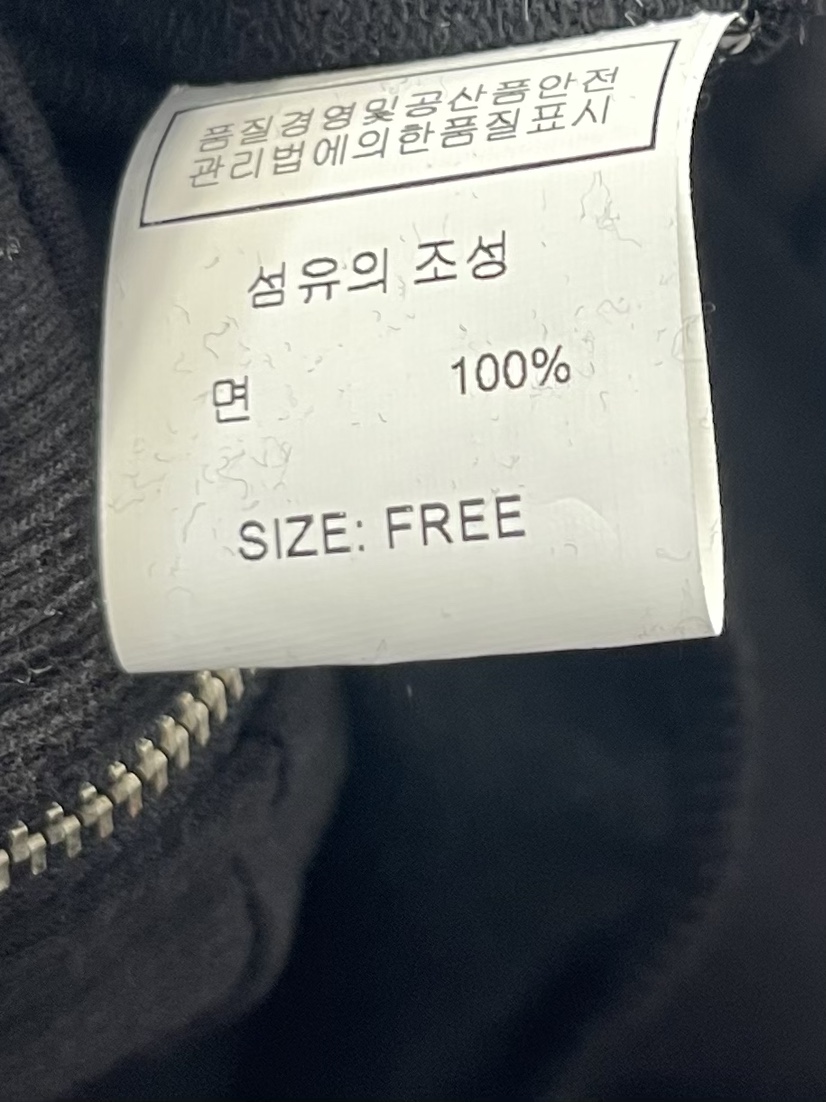 품질경영및공산품안전
관리법에의한품질표시
섬유의 조성
면 100%
SIZE: FREE